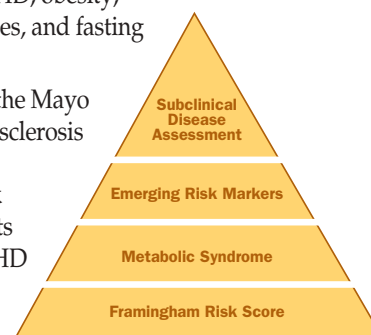 HD, obesity,
es, and fasting
the Mayo
sclerosis
ts
HD
Subclinical
Disease
Assessment
Emerging Risk Markers
Metabolic Syndrome
Framingham Risk Score